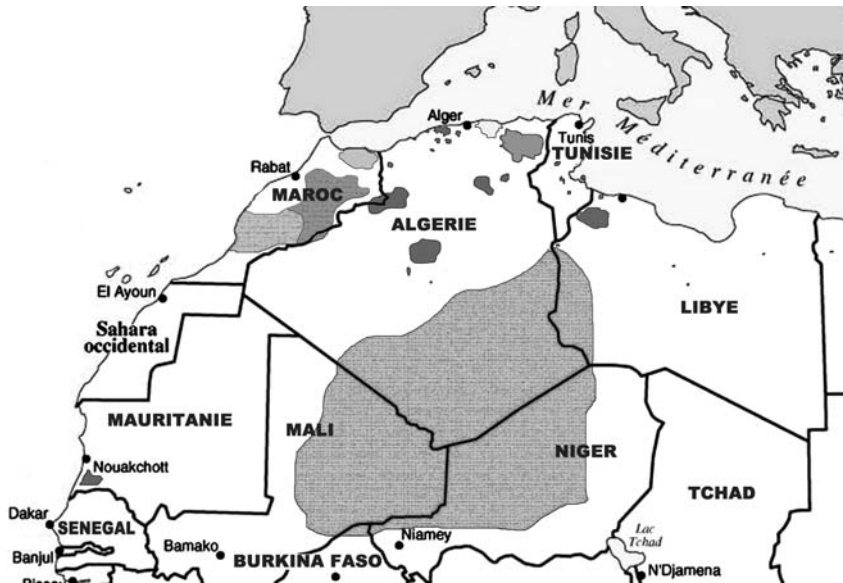 Mer
Méditerranée
Alger
Tunis
TUNISIE
Rabat
MAROC
ALGERIE
El Ayoun
LIBYE
Sahara
occidental
MAURITANIE
MALI
NIGER
Nouakchott
TCHAD
Dakar
SENEGAL
Lac
Tchad
Niamey
Banjul
Bamako
BURKINA FASO
N'Djamena